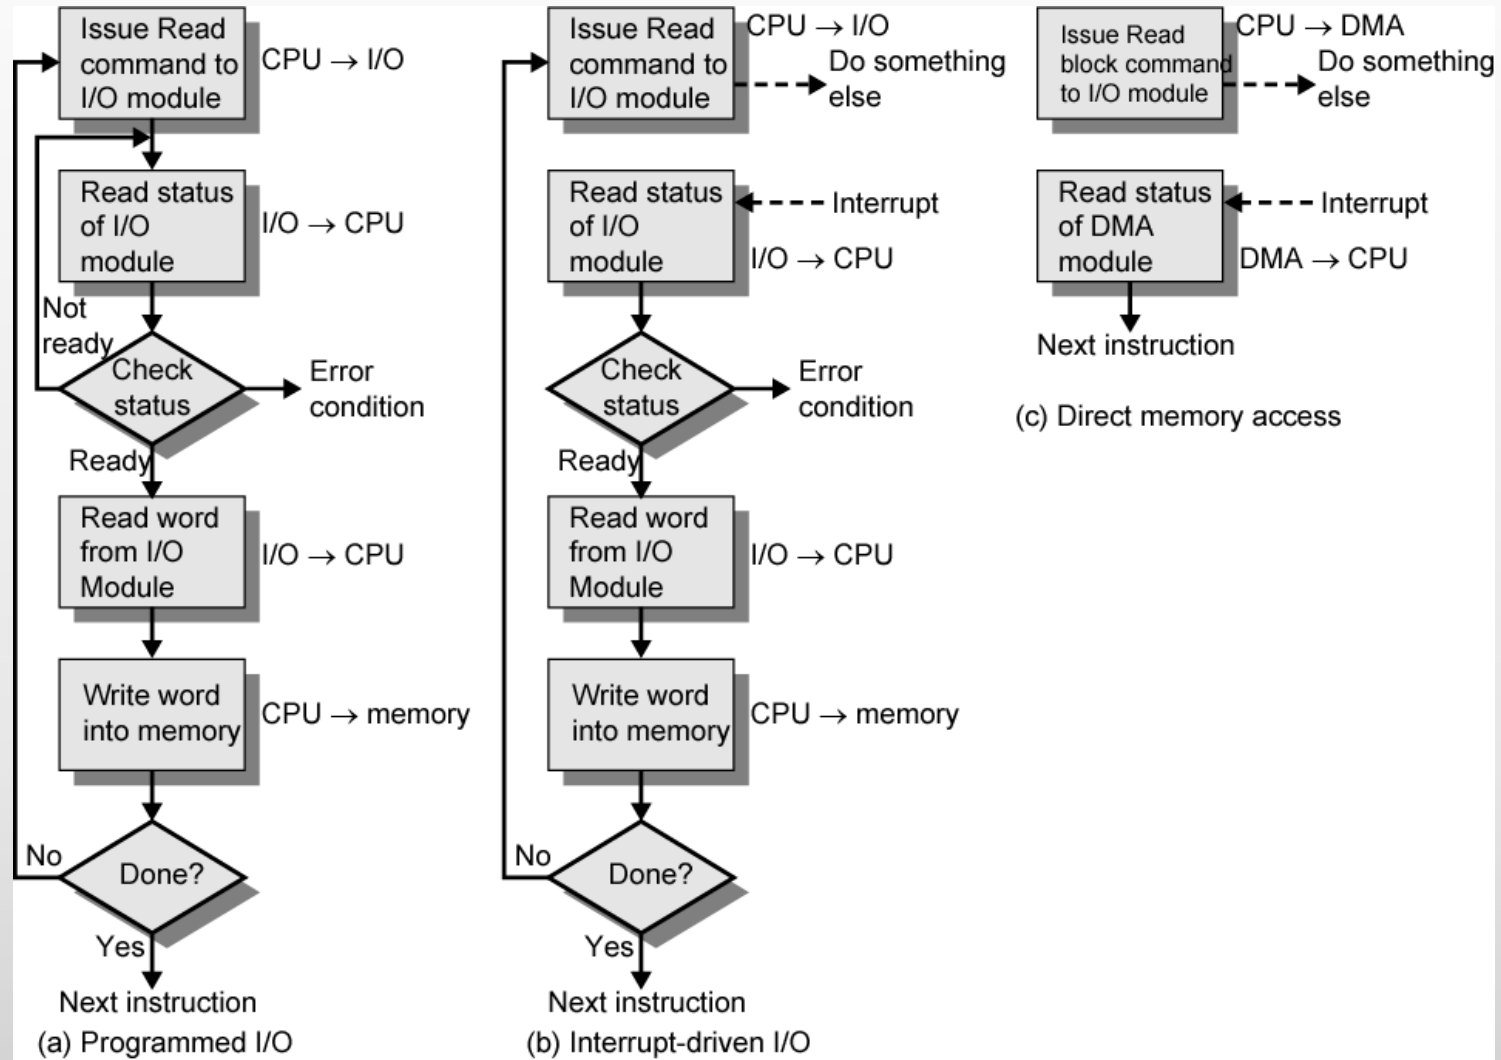 Issue Read
command to
I/O module
CPU → I/O
Read status
of I/O
module
I/O → CPU
Not
ready
Check
status
Error
condition
Ready
Read word
from I/O
Module
I/O → CPU
Write word
into memory
CPU → memory
No
Done?
Yes
Next instruction
(a) Programmed I/O
Issue Read
command to
I/O module
CPU → I/O
Do something
else
Read status
of I/O
module
Interrupt
I/O → CPU
Check
status
Error
condition
Ready
Read word
from I/O
Module
I/O → CPU
Write word
into memory
CPU → memory
No
Done?
Yes
Next instruction
(b) Interrupt-driven I/O
Issue Read
block command
to I/O module
CPU → DMA
Do something
else
Read status
of DMA
module
Interrupt
DMA → CPU
Next instruction
(c) Direct memory access